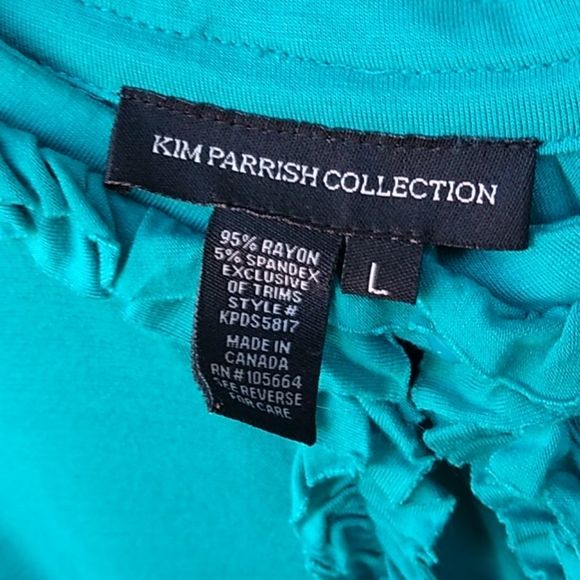 KIM PARRISH COLLECTION
95% RAYON
5% SPANDEX
EXCLUSIVE
OF TRIMS
STYLE#
KPDS5817
MADE IN
CANADA
RN#105664
SEE REVERSE
FOR CARE
L